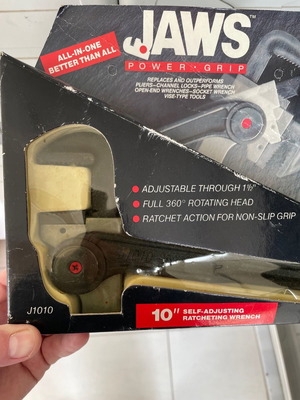 ALL-IN-ONE
BETTER THAN ALL
JAWS™
POWER·GRIP
REPLACES AND OUTPERFORMS
PLIERS—CHANNEL LOCKS—PIPE WRENCH
OPEN-END WRENCHES—SOCKET WRENCH
VISE-TYPE TOOLS
ADJUSTABLE THROUGH 1½"
FULL 360° ROTATING HEAD
RATCHET ACTION FOR NON-SLIP GRIP
J1010
10" SELF-ADJUSTING
RATCHETING WRENCH